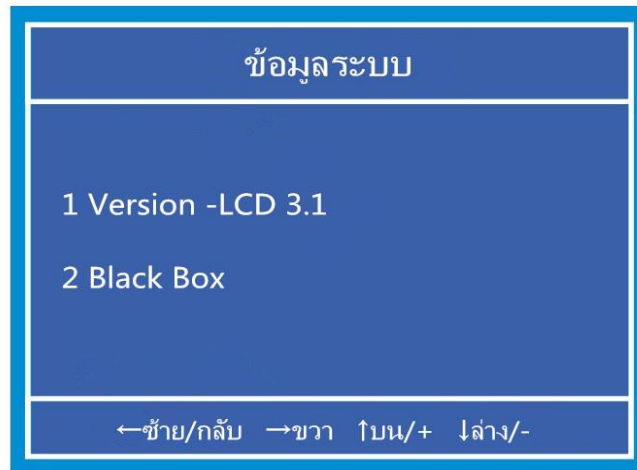 ข้อมูลระบบ
1 Version -LCD 3.1
2 Black Box
←ซ้าย/กลับ →ขวา ↑บน/+ ↓ล่าง/-